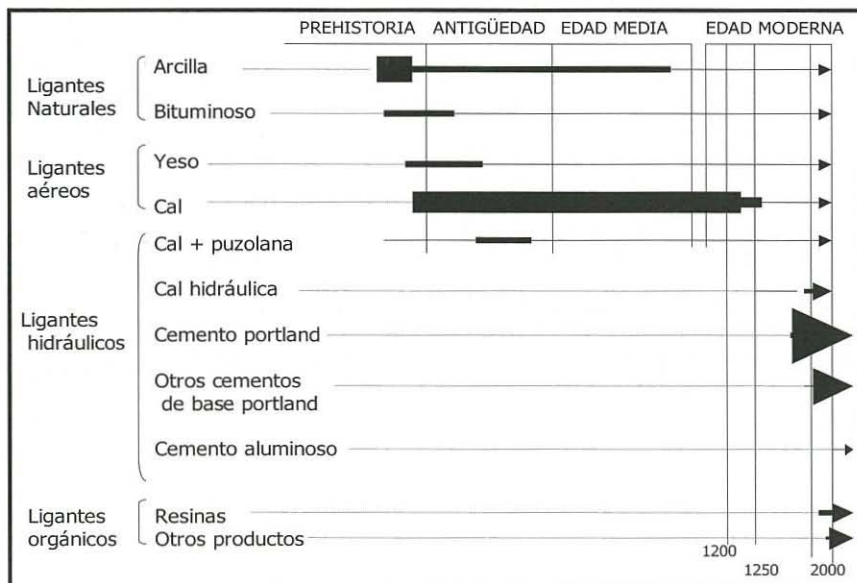 PREHISTORIA ANTIGÜEDAD EDAD MEDIA EDAD MODERNA
Ligantes
Naturales
Arcilla
Bituminoso
Ligantes
aéreos
Yeso
Cal
Ligantes
hidráulicos
Cal + puzolana
Cal hidráulica
Cemento portland
Otros cementos
de base portland
Cemento aluminoso
Ligantes
orgánicos
Resinas
Otros productos
1200
1250 2000